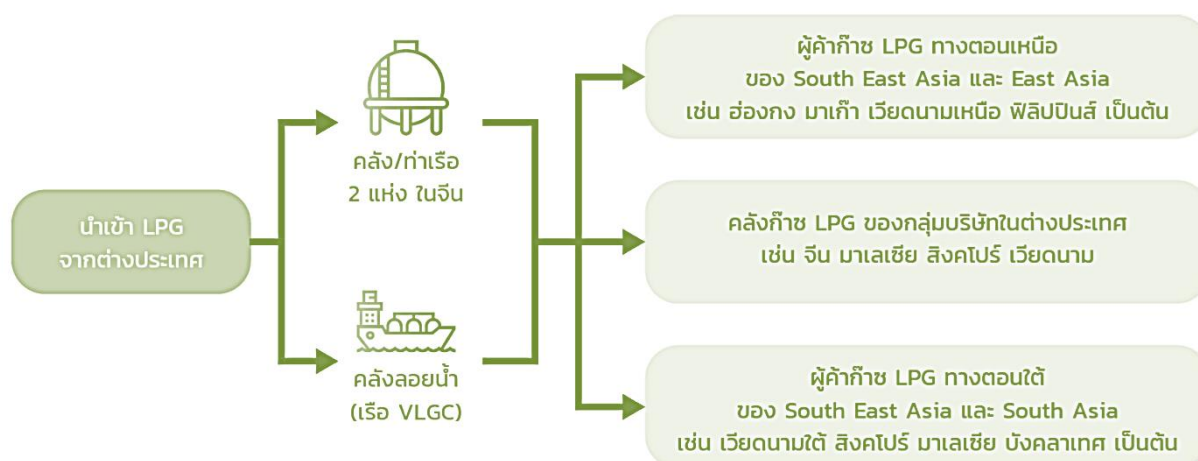 นำเข้า LPG
จากต่างประเทศ
คลัง/ท่าเรือ
2 แห่ง ในจีน
คลังลอยน้ำ
(เรือ VLGC)
ผู้ค้าก๊าซ LPG ทางตอนเหนือ
ของ South East Asia และ East Asia
เช่น ฮ่องกง มาเก๊า เวียดนามเหนือ ฟิลิปปินส์ เป็นต้น
คลังก๊าซ LPG ของกลุ่มบริษัทในต่างประเทศ
เช่น จีน มาเลเซีย สิงคโปร์ เวียดนาม
ผู้ค้าก๊าซ LPG ทางตอนใต้
ของ South East Asia และ South Asia
เช่น เวียดนามใต้ สิงคโปร์ มาเลเซีย บังคลาเทศ เป็นต้น